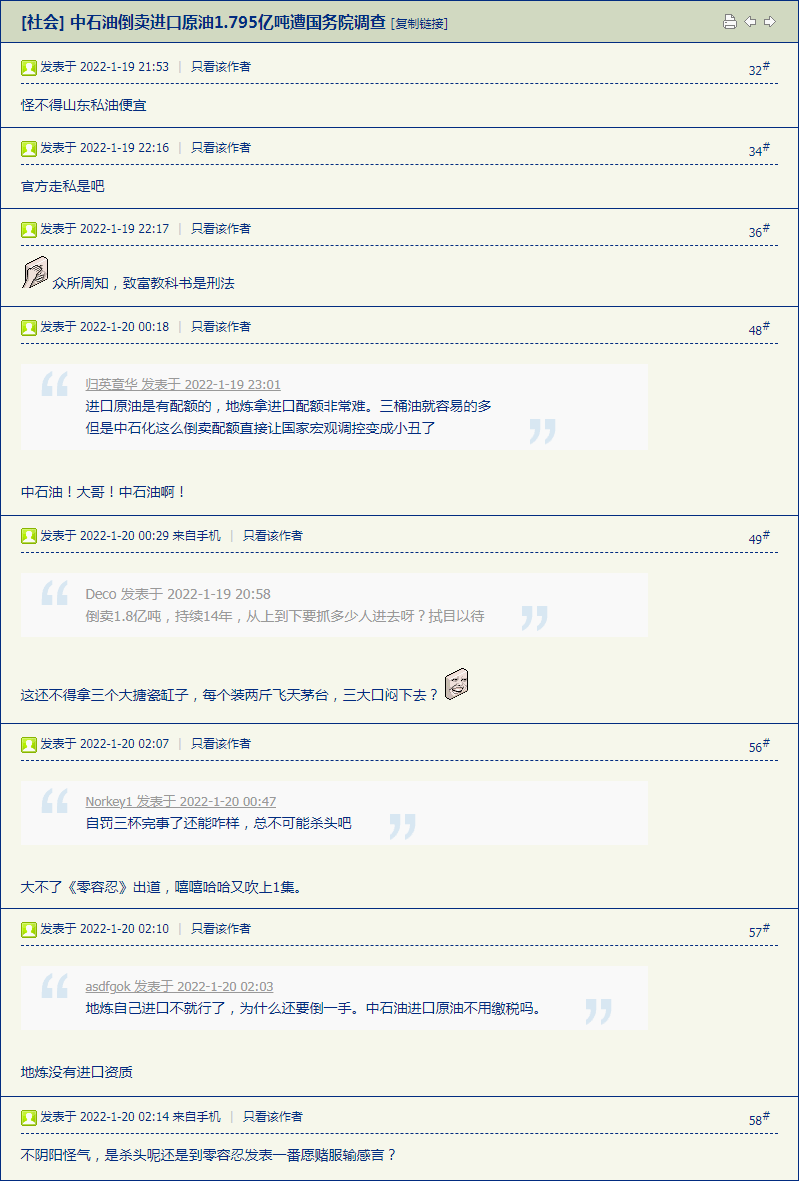 [社会] 中石油倒卖进口原油1.795亿吨遭国务院调查 [复制链接]
发表于 2022-1-19 21:53 | 只看该作者 32#
怪不得山东私油便宜
发表于 2022-1-19 22:16 | 只看该作者 34#
官方走私是吧
发表于 2022-1-19 22:17 | 只看该作者 36#
众所周知，致富教科书是刑法
发表于 2022-1-20 00:18 | 只看该作者 48#
归英章华 发表于 2022-1-19 23:01
进口原油是有配额的，地炼拿进口配额非常难。三桶油就容易的多
但是中石化这么倒卖配额直接让国家宏观调控变成小丑了
中石油！大哥！中石油啊！
发表于 2022-1-20 00:29 来自手机 | 只看该作者 49#
Deco 发表于 2022-1-19 20:58
倒卖1.8亿吨，持续14年，从上到下要抓多少人进去呀？拭目以待
这还不得拿三个大搪瓷缸子，每个装两斤飞天茅台，三大口闷下去？
发表于 2022-1-20 02:07 | 只看该作者 56#
Norkey1 发表于 2022-1-20 00:47
自罚三杯完事了还能咋样，总不可能杀头吧
大不了《零容忍》出道，嘻嘻哈哈又吹上1集。
发表于 2022-1-20 02:10 | 只看该作者 57#
asdfgok 发表于 2022-1-20 02:03
地炼自己进口不就行了，为什么还要倒一手。中石油进口原油不用缴税吗。
地炼没有进口资质
发表于 2022-1-20 02:14 来自手机 | 只看该作者 58#
不阴阳怪气，是杀头呢还是到零容忍发表一番愿赌服输感言？